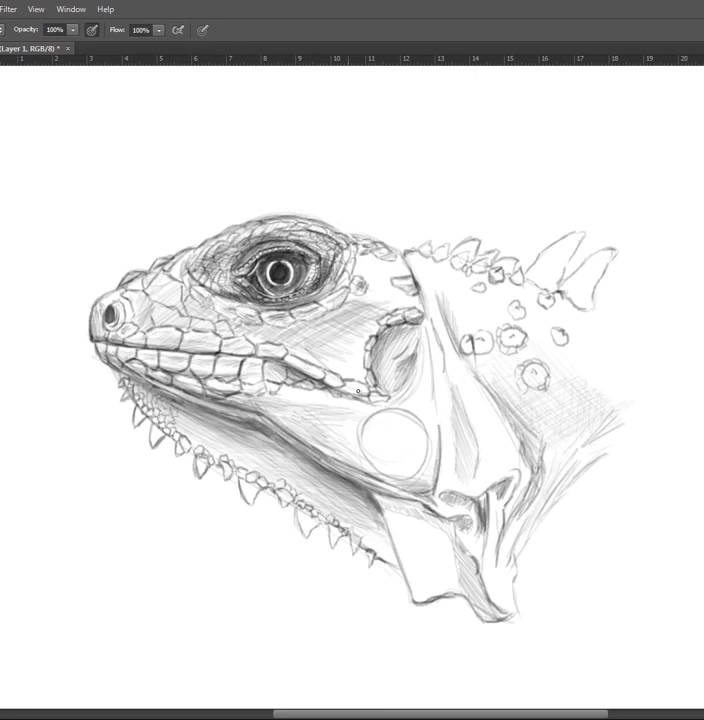 Filter View Window Help
Opacity: 100% Flow: 100%
(Layer 1, RGB/8) * ×
1 2 3 4 5 6 7 8 9 10 11 12 13 14 15 16 17 18 19 20